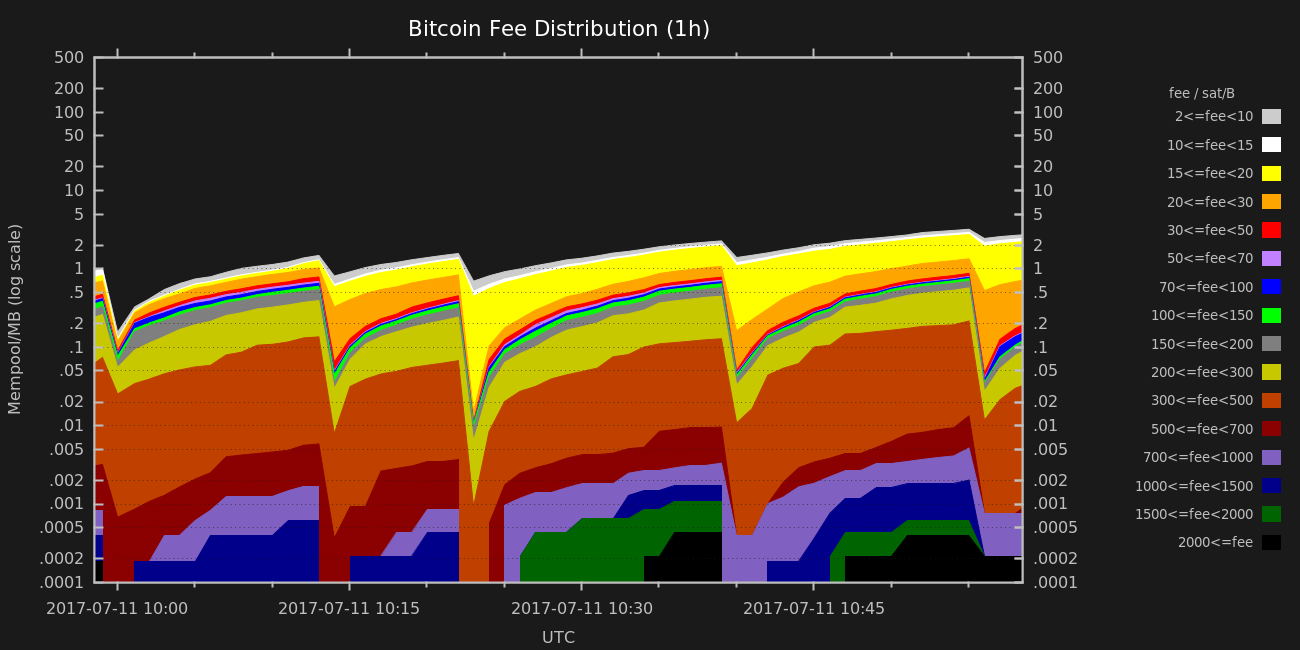 Bitcoin Fee Distribution (1h)
Mempool/MB (log scale)
500
200
100
50
20
10
5
2
1
.5
.2
.1
.05
.02
.01
.005
.002
.001
.0005
.0002
.0001
500
200
100
50
20
10
5
2
1
.5
.2
.1
.05
.02
.01
.005
.002
.001
.0005
.0002
.0001
fee / sat/B
2<=fee<10
10<=fee<15
15<=fee<20
20<=fee<30
30<=fee<50
50<=fee<70
70<=fee<100
100<=fee<150
150<=fee<200
200<=fee<300
300<=fee<500
500<=fee<700
700<=fee<1000
1000<=fee<1500
1500<=fee<2000
2000<=fee
2017-07-11 10:00
2017-07-11 10:15
2017-07-11 10:30
2017-07-11 10:45
UTC